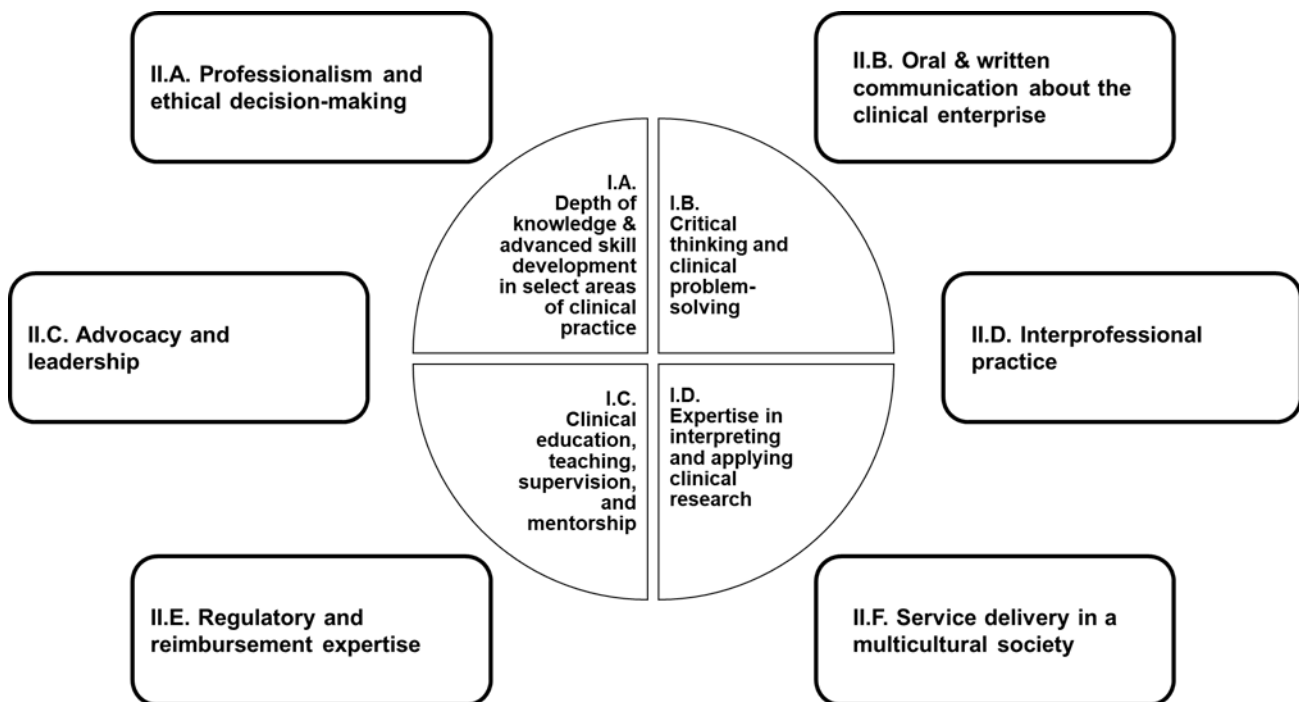 II.A. Professionalism and
ethical decision-making
II.B. Oral & written
communication about the
clinical enterprise
I.A.
Depth of
knowledge &
advanced skill
development
in select areas
of clinical
practice
I.B.
Critical
thinking and
clinical
problem-
solving
II.C. Advocacy and
leadership
II.D. Interprofessional
practice
I.C.
Clinical
education,
teaching,
supervision,
and
mentorship
I.D.
Expertise in
interpreting
and applying
clinical
research
II.E. Regulatory and
reimbursement expertise
II.F. Service delivery in a
multicultural society